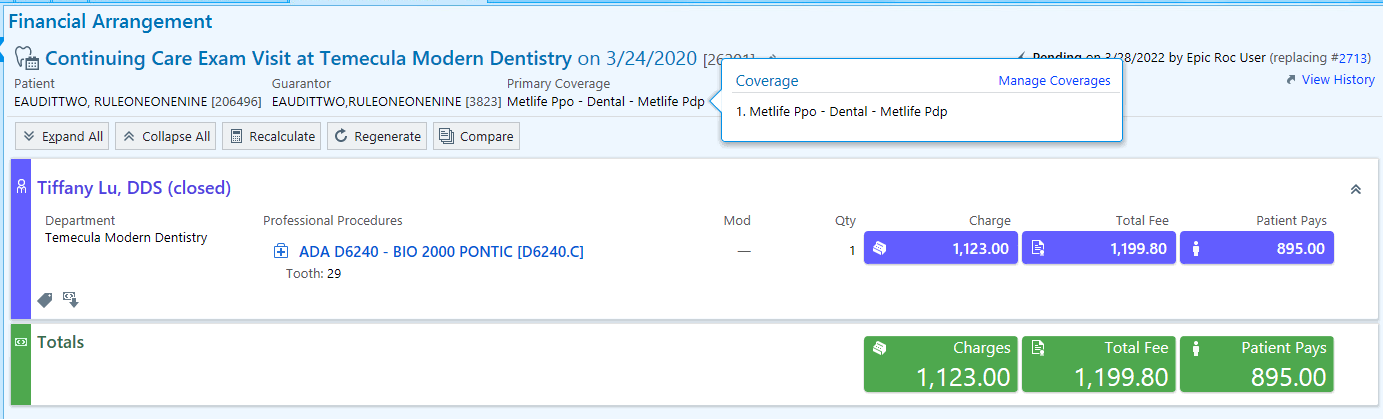 Financial Arrangement
Continuing Care Exam Visit at Temecula Modern Dentistry on 3/24/2020
Pending on 3/28/2022 by Epic Roc User (replacing #2713)
View History
Patient
EAUDITTWO, RULEONEONENINE [206496]
Guarantor
EAUDITTWO,RULEONEONENINE [3823]
Primary Coverage
Metlife Ppo - Dental - Metlife Pdp
Coverage
Manage Coverages
1. Metlife Ppo - Dental - Metlife Pdp
Expand All
Collapse All
Recalculate
Regenerate
Compare
Tiffany Lu, DDS (closed)
Department
Temecula Modern Dentistry
Professional Procedures
Mod
Qty
Charge
Total Fee
Patient Pays
ADA D6240 - BIO 2000 PONTIC [D6240.C]
—
1
1,123.00
1,199.80
895.00
Tooth: 29
Totals
Charges
1,123.00
Total Fee
1,199.80
Patient Pays
895.00